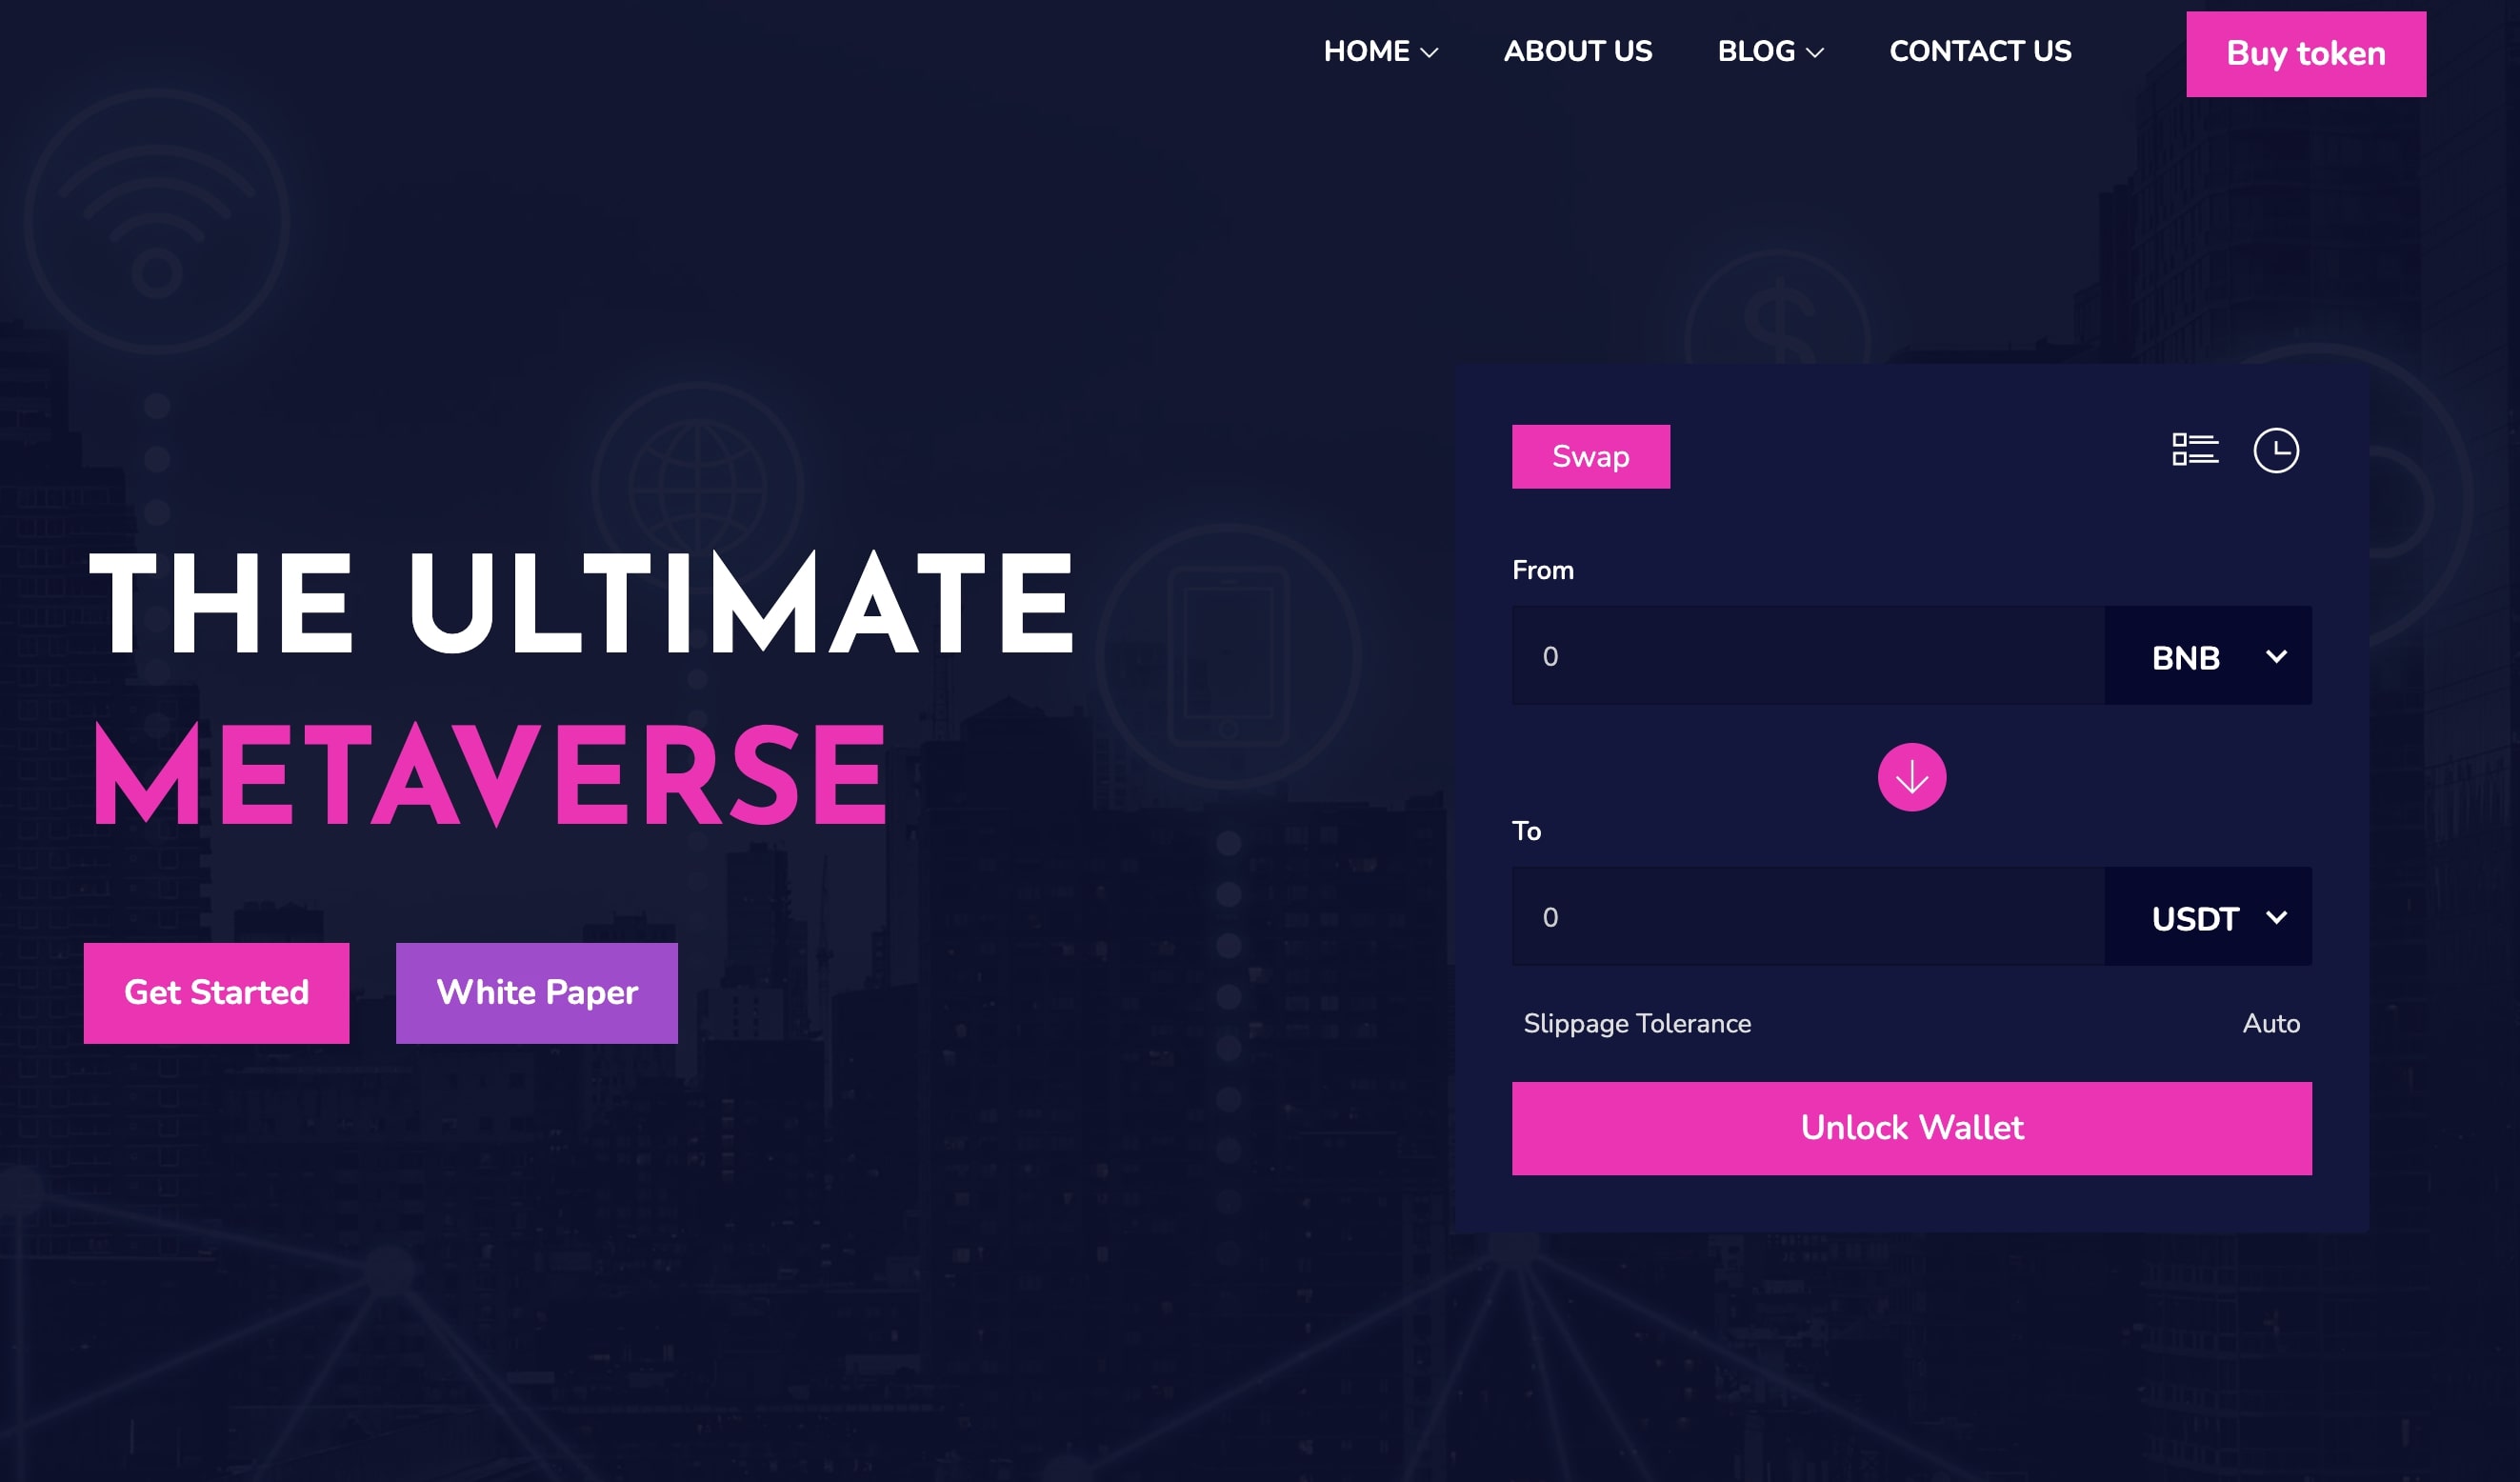 HOME ABOUT US BLOG CONTACT US Buy token
THE ULTIMATE
METAVERSE
Get Started White Paper
Swap
From
0 BNB
To
0 USDT
Slippage Tolerance Auto
Unlock Wallet